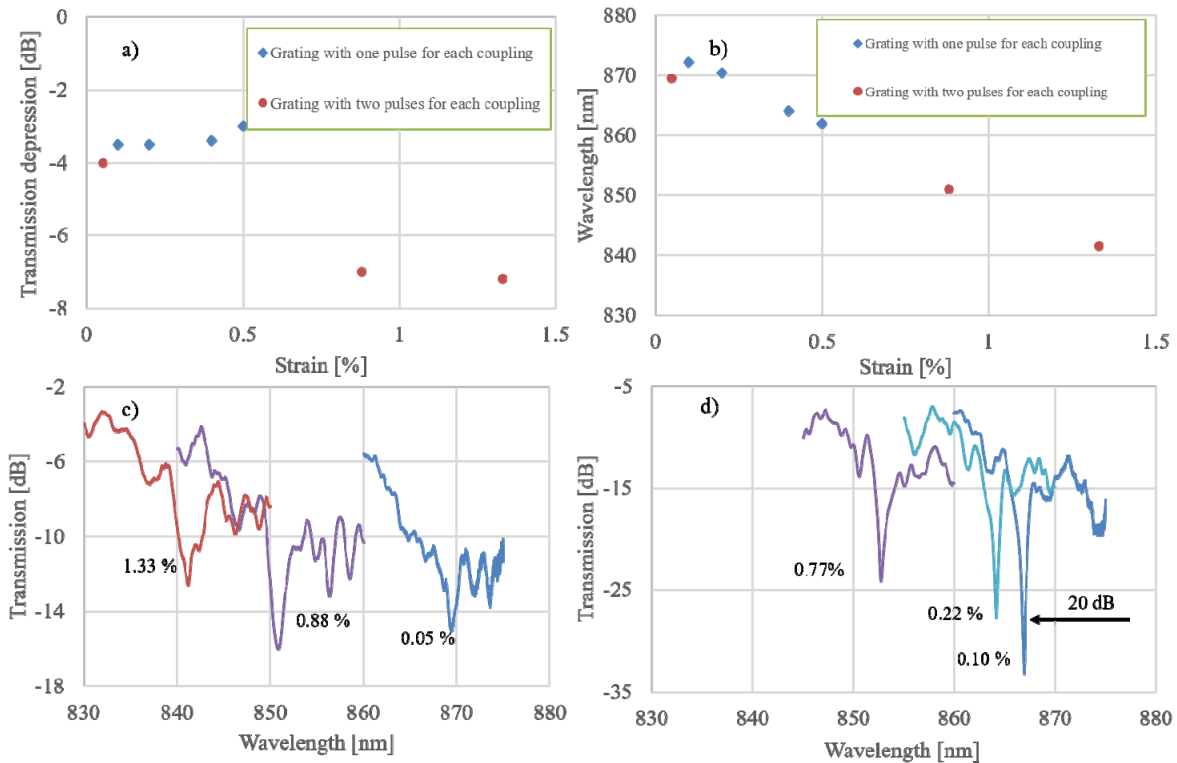 a)
Grating with one pulse for each coupling
Grating with two pulses for each coupling
Transmission depression [dB]
0
-2
-4
-6
-8
0
0.5
1
1.5
Strain [%]
b)
Grating with one pulse for each coupling
Grating with two pulses for each coupling
Wavelength [nm]
880
870
860
850
840
830
0
0.5
1
1.5
Strain [%]
c)
Transmission [dB]
-2
-6
-10
-14
-18
1.33 %
0.88 %
0.05 %
830
840
850
860
870
880
Wavelength [nm]
d)
Transmission [dB]
-5
-15
-25
-35
0.77%
0.22 %
0.10 %
20 dB
830
840
850
860
870
880
Wavelength [nm]